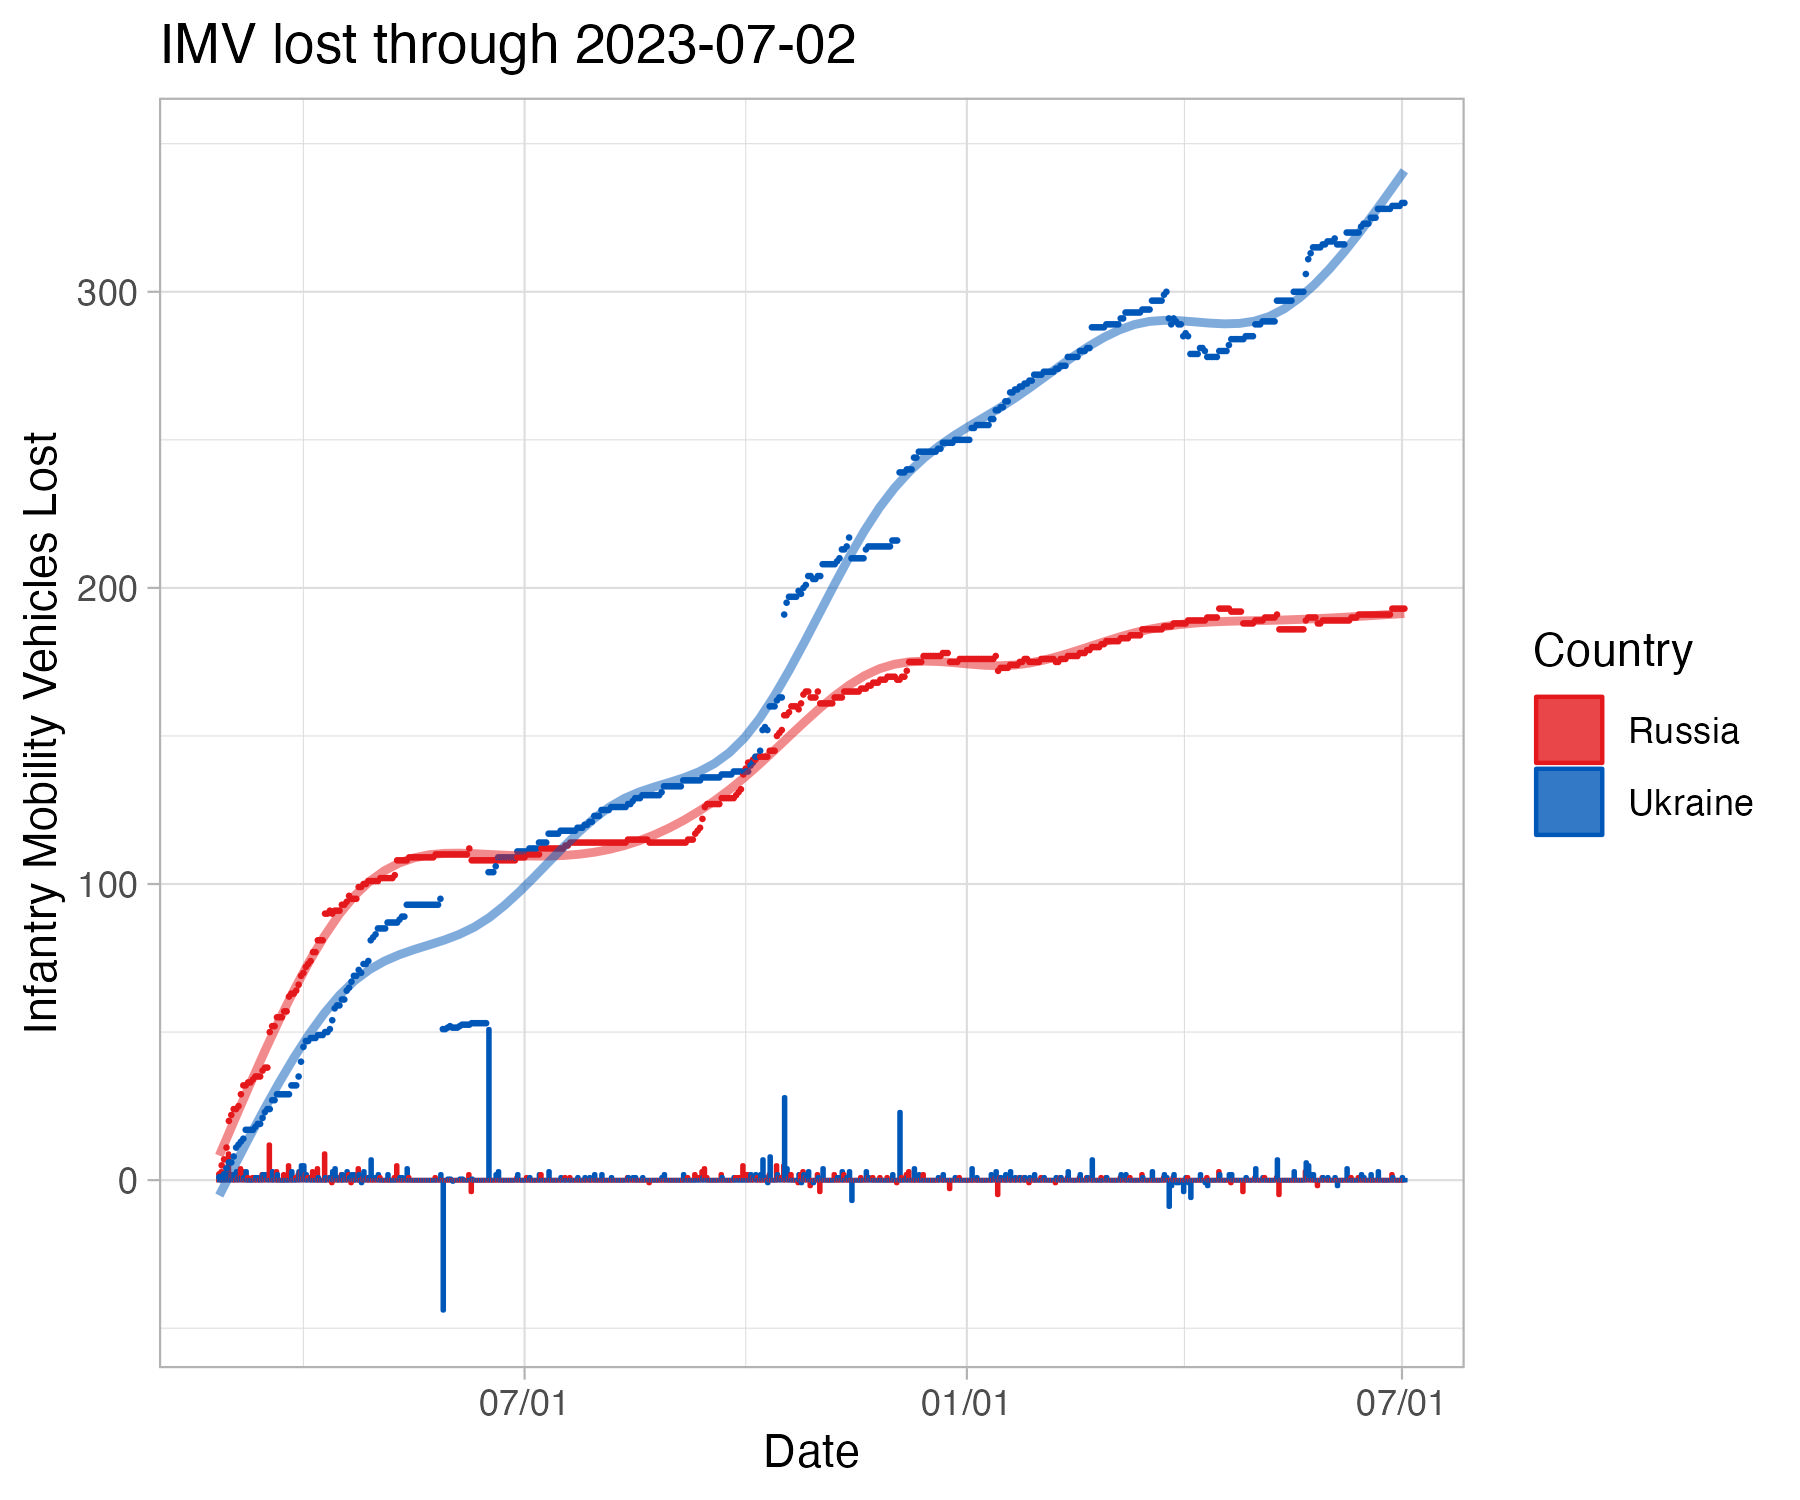 IMV lost through 2023-07-02
Infantry Mobility Vehicles Lost
300
200
100
0
07/01
01/01
07/01
Date
Country
Russia
Ukraine